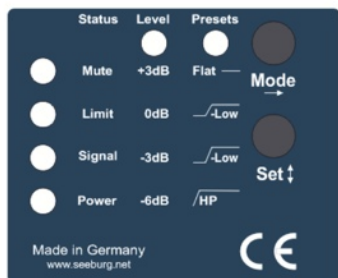 Status Level Presets
Mute +3dB Flat
Mode
Limit 0dB -Low
Signal -3dB -Low
Set
Power -6dB HP
Made in Germany
www.seeburg.net
CE